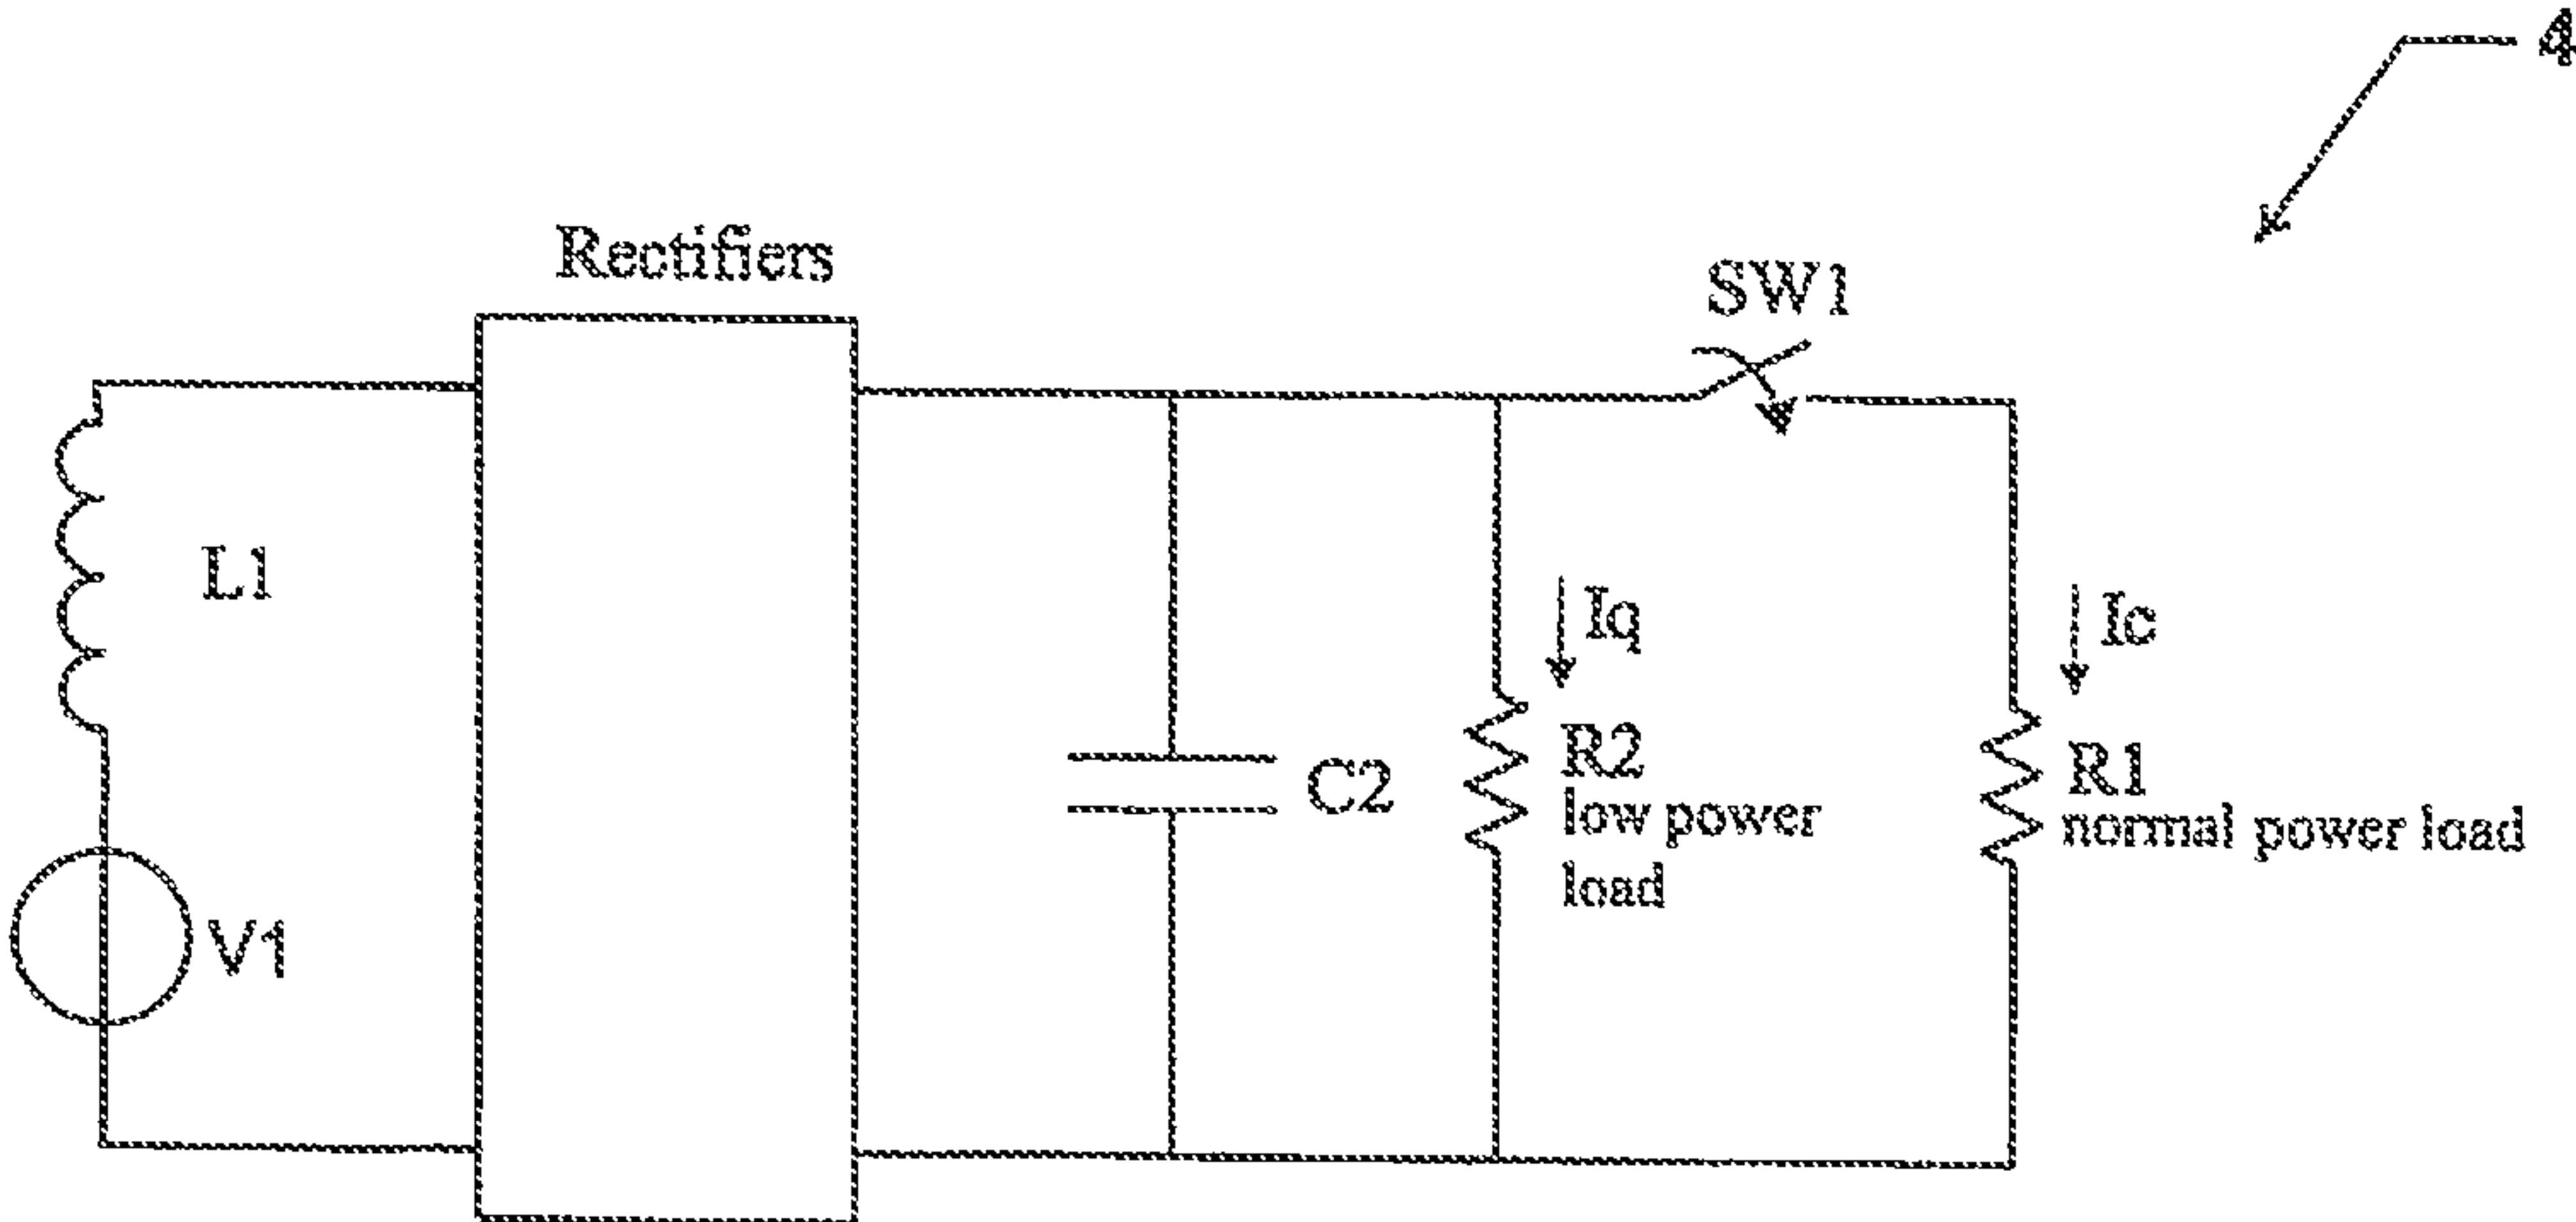 4
Rectifiers
SW1
L1
Iq
Ic
R2
low power
load
R1
normal power load
C2
V1